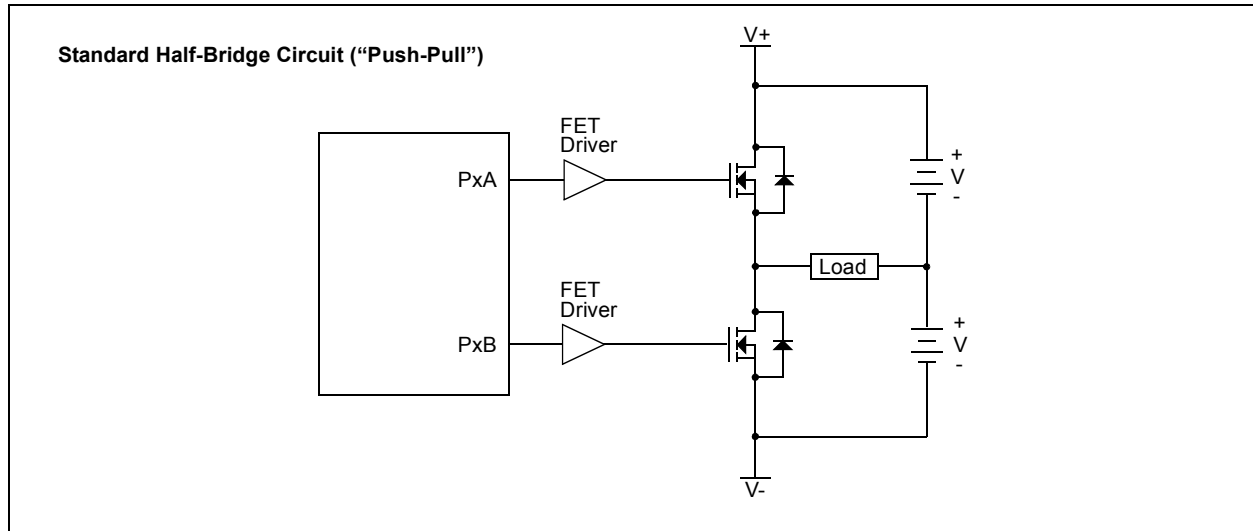 Standard Half-Bridge Circuit (“Push-Pull”)
V+
FET
Driver
PxA
+
V
-
Load
FET
Driver
PxB
+
V
-
V-